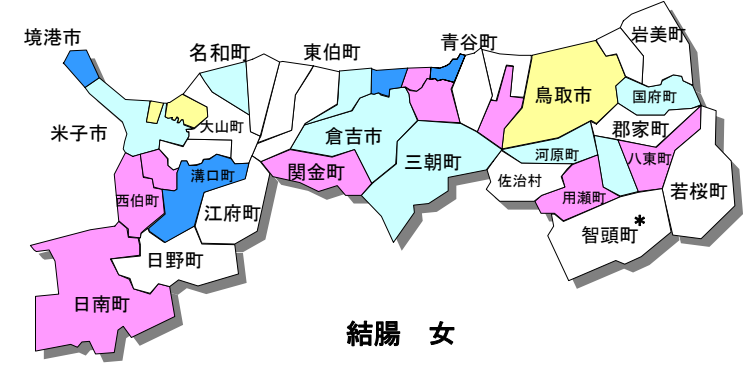 境港市
名和町
東伯町
青谷町
岩美町
米子市
大山町
鳥取市
国府町
倉吉市
郡家町
溝口町
関金町
三朝町
河原町
八東町
西伯町
江府町
佐治村
用瀬町
若桜町
日野町
智頭町
*
日南町
結腸 女